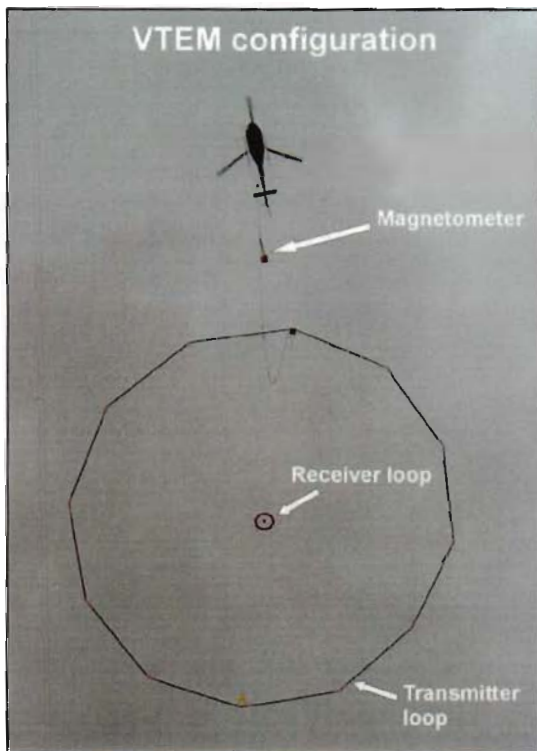 VTEM configuration
Magnetometer
Receiver loop
Transmitter
loop